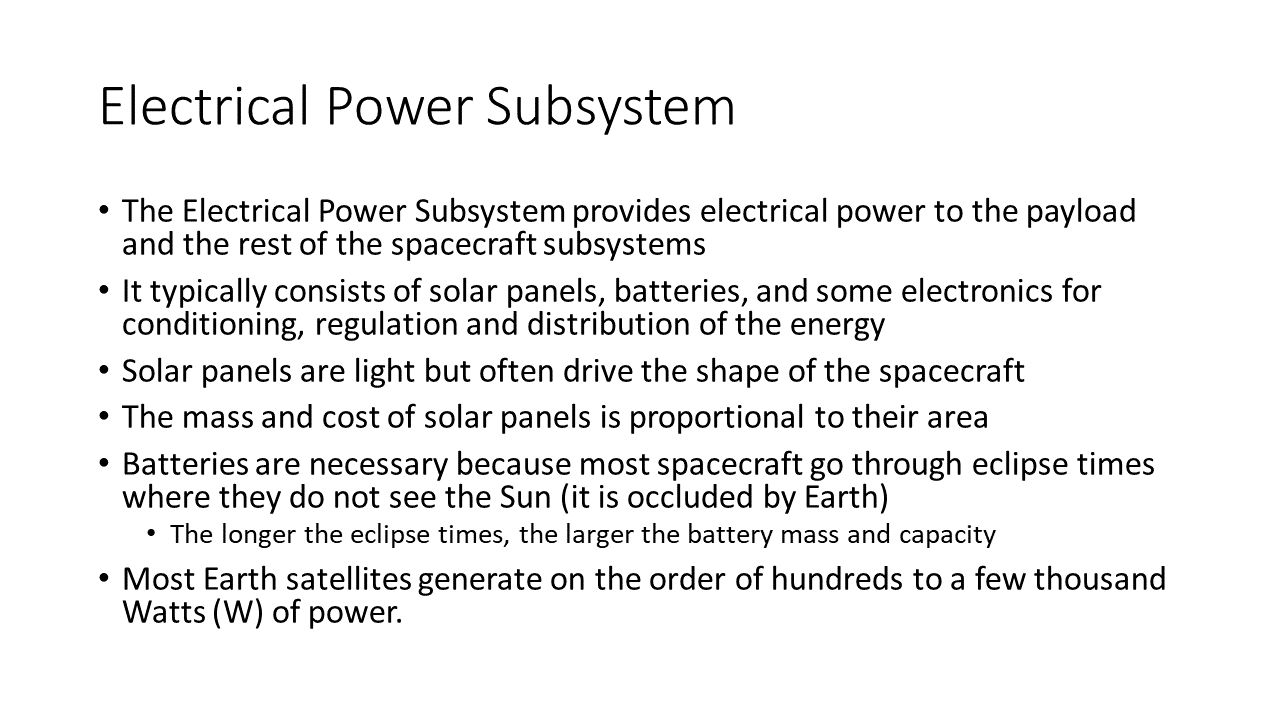 Electrical Power Subsystem
• The Electrical Power Subsystem provides electrical power to the payload
and the rest of the spacecraft subsystems
• It typically consists of solar panels, batteries, and some electronics for
conditioning, regulation and distribution of the energy
• Solar panels are light but often drive the shape of the spacecraft
• The mass and cost of solar panels is proportional to their area
• Batteries are necessary because most spacecraft go through eclipse times
where they do not see the Sun (it is occluded by Earth)
• The longer the eclipse times, the larger the battery mass and capacity
• Most Earth satellites generate on the order of hundreds to a few thousand
Watts (W) of power.